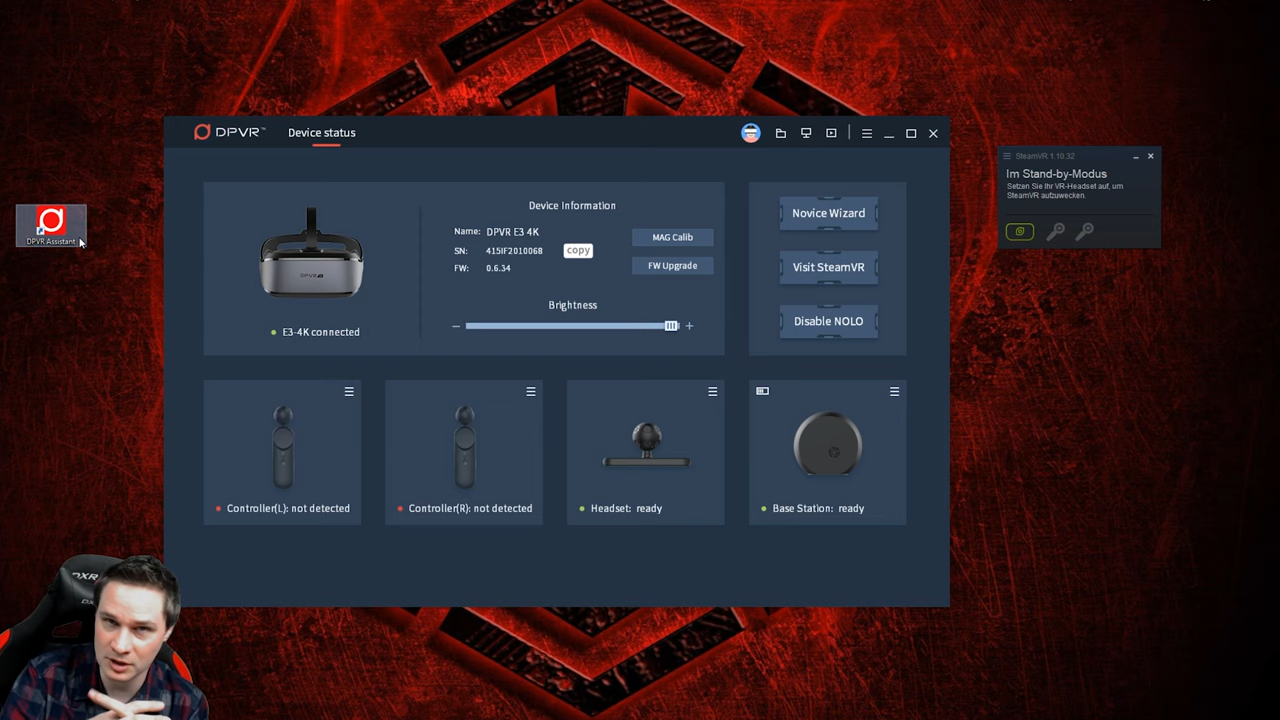 DPVR™
Device status
DPVR Assistant
Device Information
Name: DPVR E3 4K
SN: 415IF2010068
copy
FW: 0.6.34
MAG Calib
FW Upgrade
Brightness
E3-4K connected
Novice Wizard
Visit SteamVR
Disable NOLO
Controller(L): not detected
Controller(R): not detected
Headset: ready
Base Station: ready
SteamVR 1.10.32
Im Stand-by-Modus
Setzen Sie Ihr VR-Headset auf, um
SteamVR aufzuwecken.
DXR